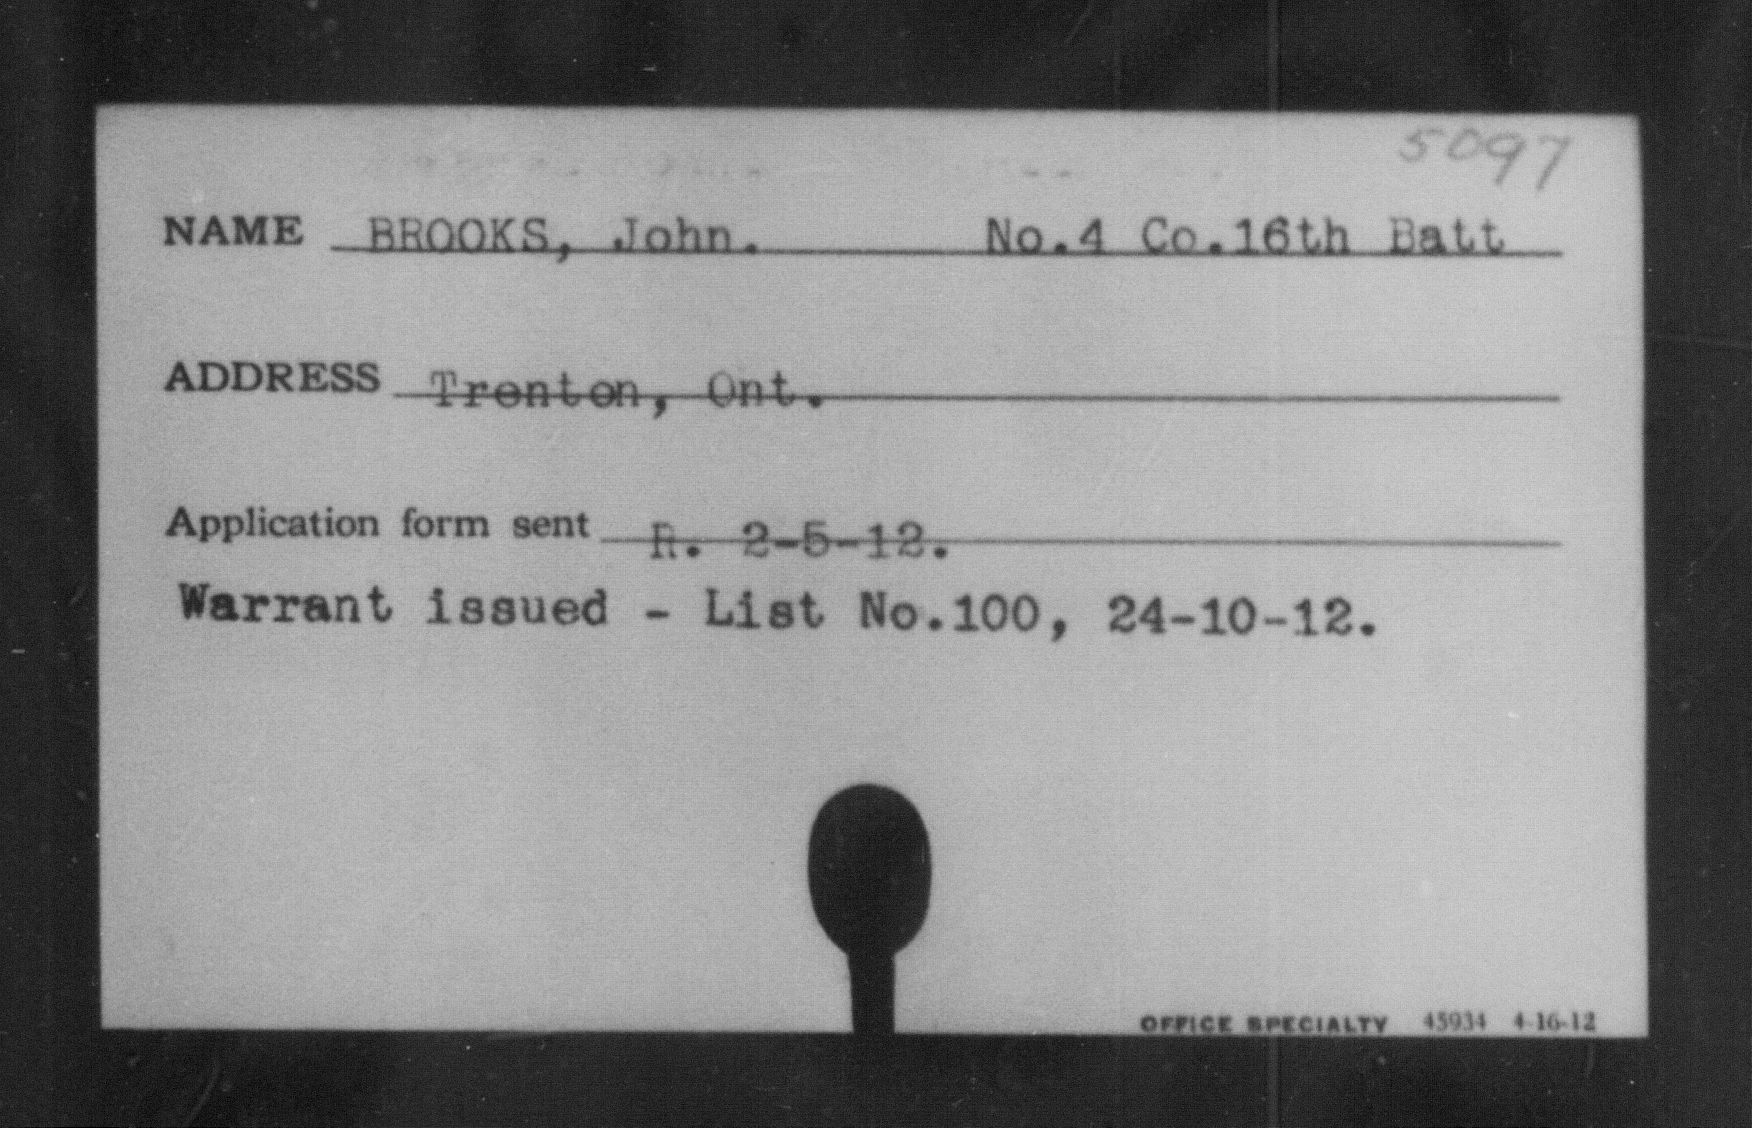 5097
NAME BROOKS, John. No.4 Co.16th Batt
ADDRESS Trenton, Ont.
Application form sent R. 2-5-12.
Warrant issued - List No.100, 24-10-12.
OFFICE SPECIALTY 45934 4-16-12